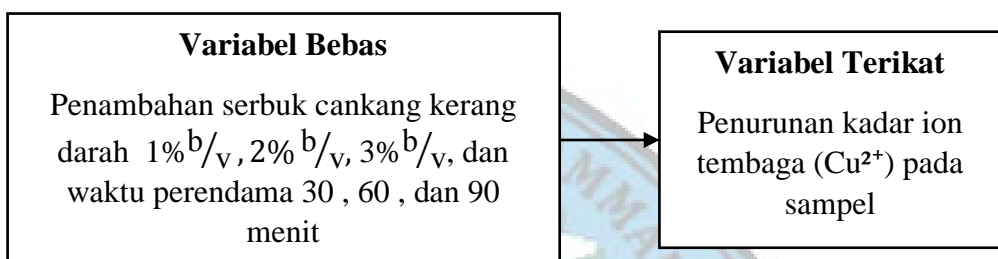 Variabel Bebas
Penambahan serbuk cankang kerang
darah 1% b/v , 2% b/v, 3% b/v, dan
waktu perendama 30 , 60 , dan 90
menit
Variabel Terikat
Penurunan kadar ion
tembaga (Cu²⁺) pada
sampel